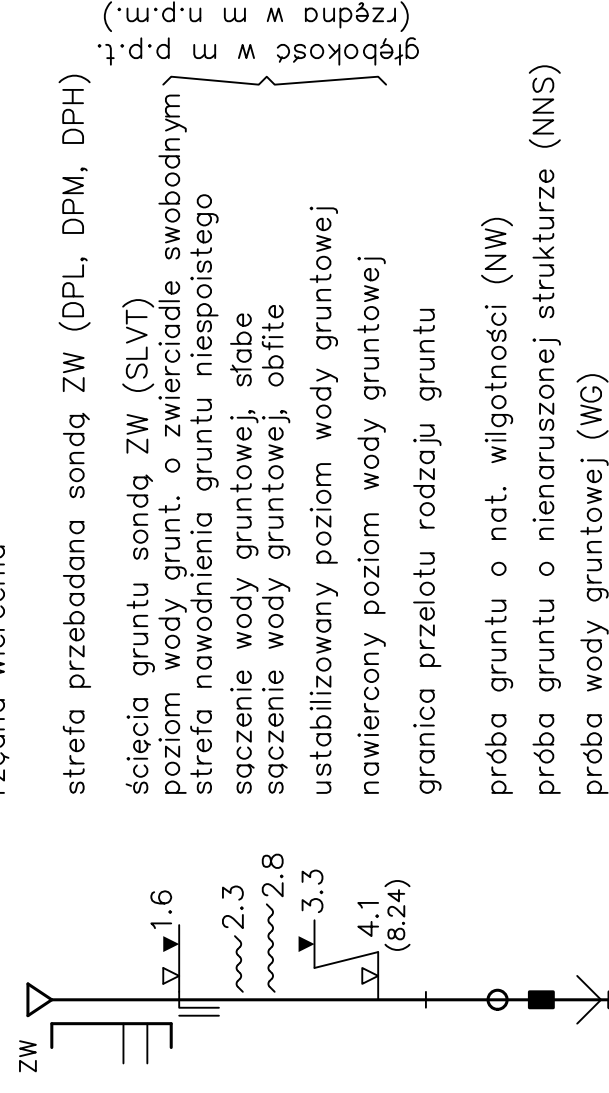 strefa przebadana sondą ZW (DPL, DPM, DPH)
ścięcia gruntu sondą ZW (SLVT)
poziom wody grunt. o zwierciadle swobodnym
strefa nawodnienia gruntu niespoistego
sączenie wody gruntowej, słabe
sączenie wody gruntowej, obfite
ustabilizowany poziom wody gruntowej
nawiercony poziom wody gruntowej
granica przelotu rodzaju gruntu
próba gruntu o nat. wilgotności (NW)
próba gruntu o nienaruszonej strukturze (NNS)
próba wody gruntowej (WG)
głębokość w m p.p.t.
(rzędna w m n.p.m.)
ZW
1.6
2.3
2.8
3.3
4.1
(8.24)